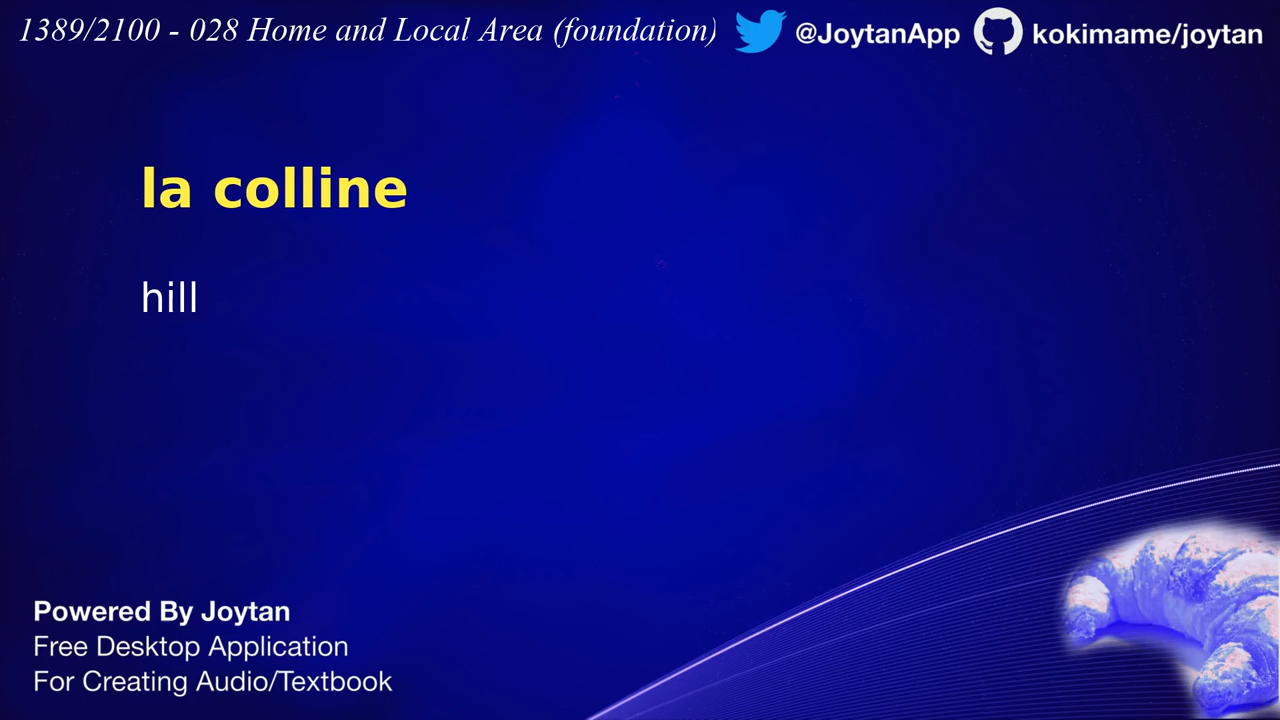 1389/2100 - 028 Home and Local Area (foundation)
@JoytanApp
kokimame/joytan
la colline
hill
Powered By Joytan
Free Desktop Application
For Creating Audio/Textbook